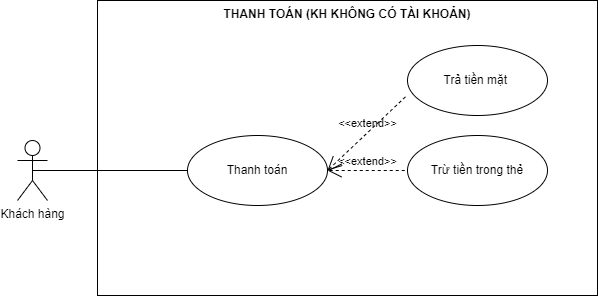 THANH TOÁN (KH KHÔNG CÓ TÀI KHOẢN)
Trả tiền mặt
<<extend>>
<<extend>>
Thanh toán
Trừ tiền trong thẻ
Khách hàng